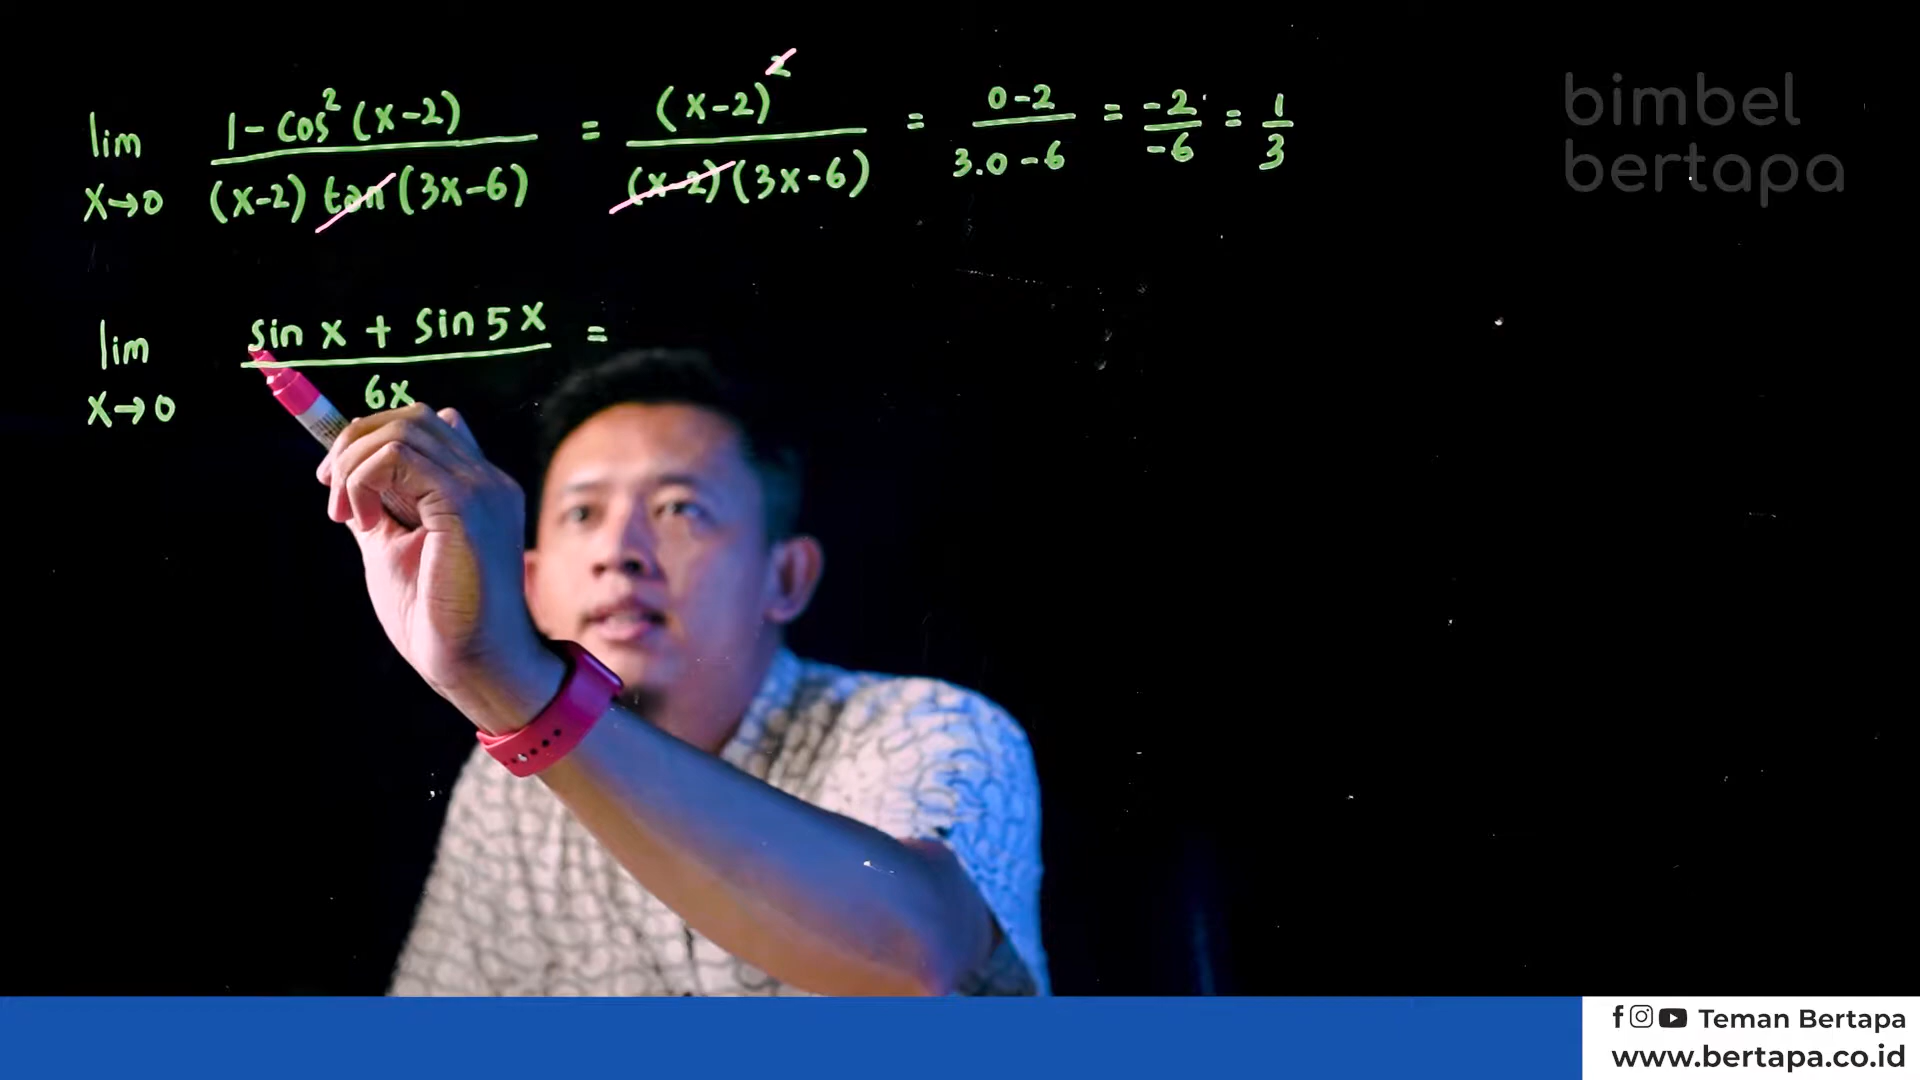 lim x→0 1 - cos² (x-2) / (x-2) tan (3x-6) = (x-2)² / (x-2) (3x-6) = 0-2 / 3.0-6 = -2 / -6 = 1 / 3
lim x→0 sin x + sin 5x / 6x =
bimbel
bertapa
Teman Bertapa
www.bertapa.co.id